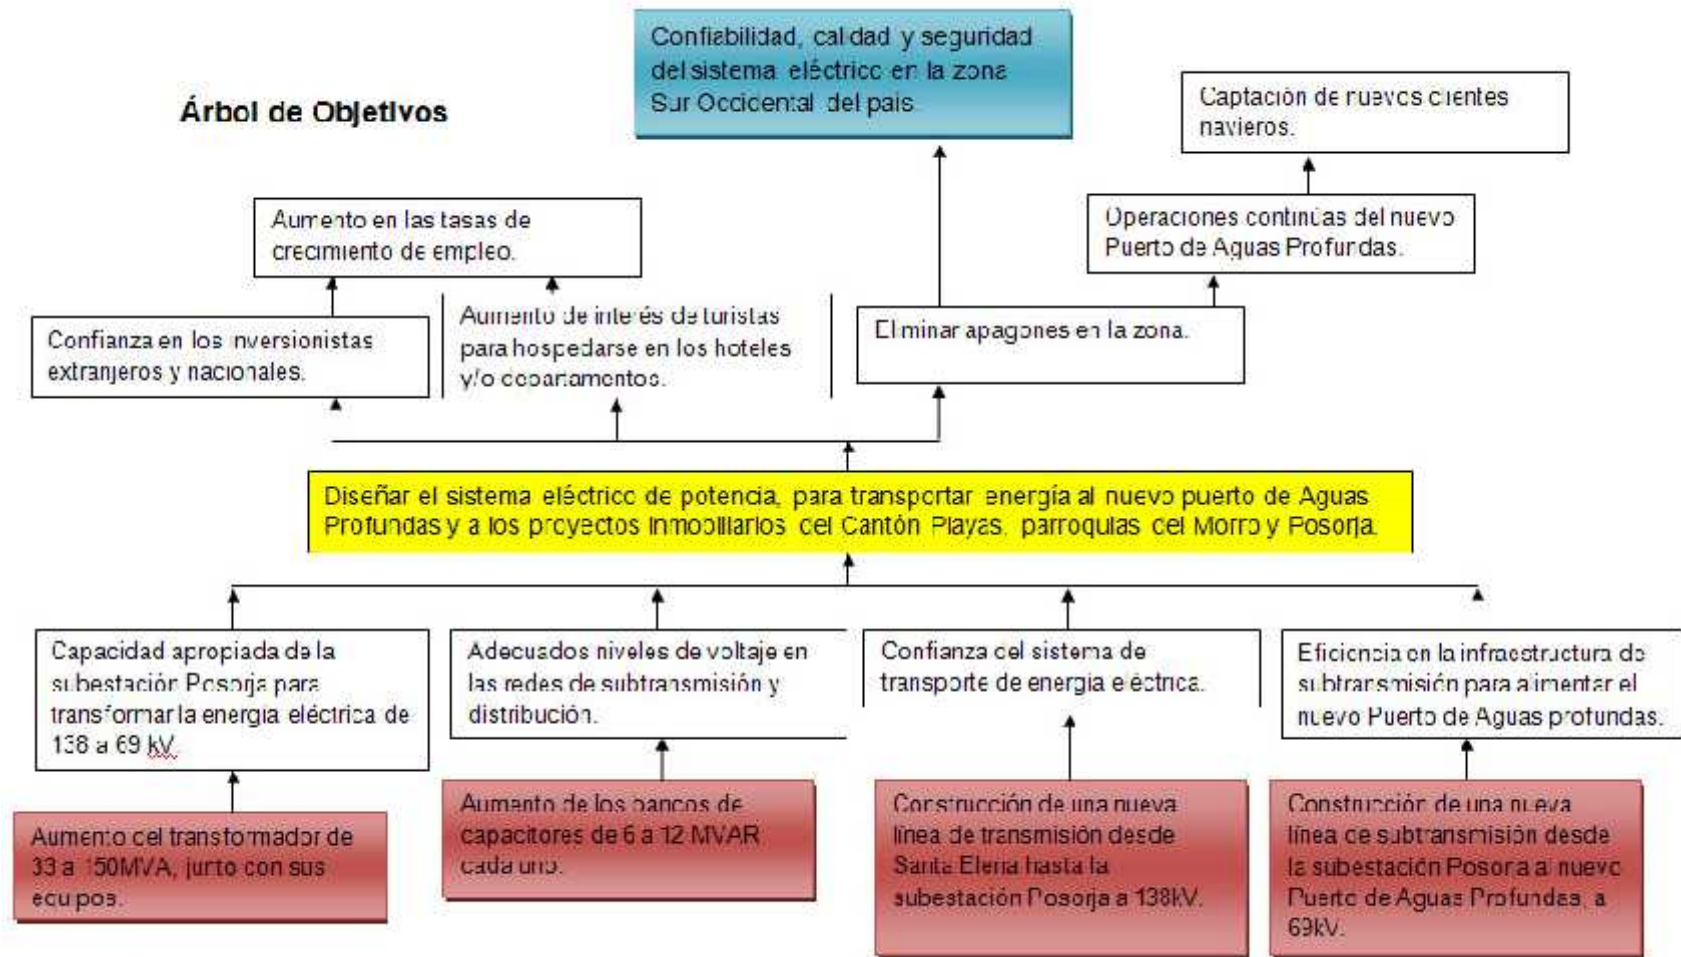 Árbol de Objetivos
Confiabilidad, calidad y seguridad
del sistema eléctrico en la zona
Sur Occidental del país.
Captación de nuevos clientes
navieros.
Aumento en las tasas de
crecimiento de empleo.
Operaciones continúas del nuevo
Puerto de Aguas Profundas.
Confianza en los inversionistas
extranjeros y nacionales.
Aumento de interés de turistas
para hospedarse en los hoteles
y/o departamentos.
Eliminar apagones en la zona.
Diseñar el sistema eléctrico de potencia, para transportar energía al nuevo puerto de Aguas
Profundas y a los proyectos Inmobiliarios del Cantón Playas, parroquias del Morro y Posorja.
Capacidad apropiada de la
subestación Posorja para
transformar la energía eléctrica de
138 a 69 kV.
Adecuados niveles de voltaje en
las redes de subtransmisión y
distribución.
Confianza del sistema de
transporte de energía eléctrica.
Eficiencia en la infraestructura de
subtransmisión para alimentar el
nuevo Puerto de Aguas profundas.
Aumento del transformador de
33 a 150MVA, junto con sus
equipos.
Aumento de los bancos de
capacitores de 6 a 12 MVAR
cada uno.
Construcción de una nueva
línea de transmisión desde
Santa Elena hasta la
subestación Posorja a 138kV.
Construcción de una nueva
línea de subtransmisión desde
la subestación Posorja al nuevo
Puerto de Aguas Profundas, a
69kV.